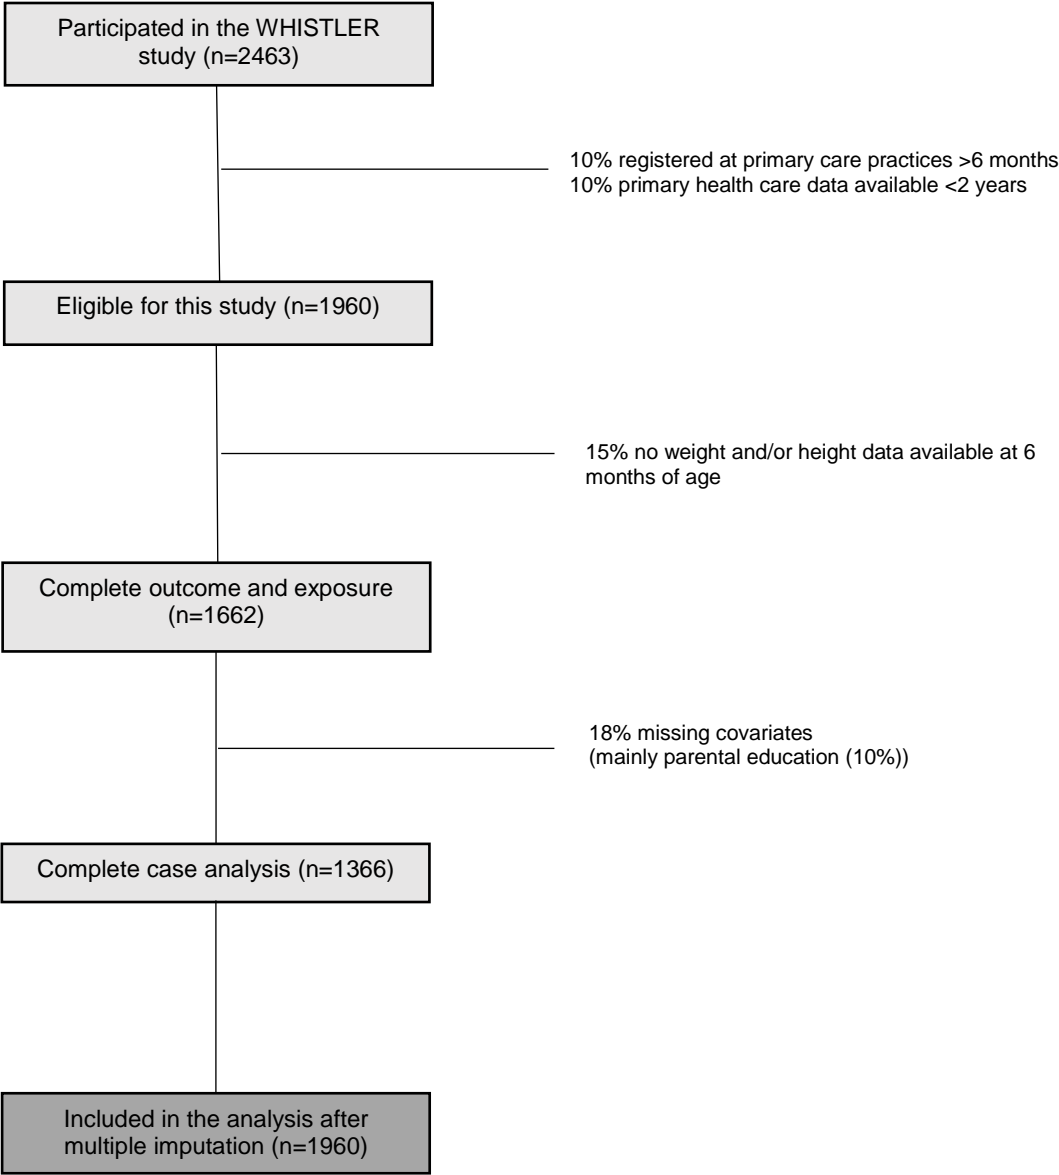 Participated in the WHISTLER
study (n=2463)
10% registered at primary care practices >6 months
10% primary health care data available <2 years
Eligible for this study (n=1960)
15% no weight and/or height data available at 6
months of age
Complete outcome and exposure
(n=1662)
18% missing covariates
(mainly parental education (10%))
Complete case analysis (n=1366)
Included in the analysis after
multiple imputation (n=1960)